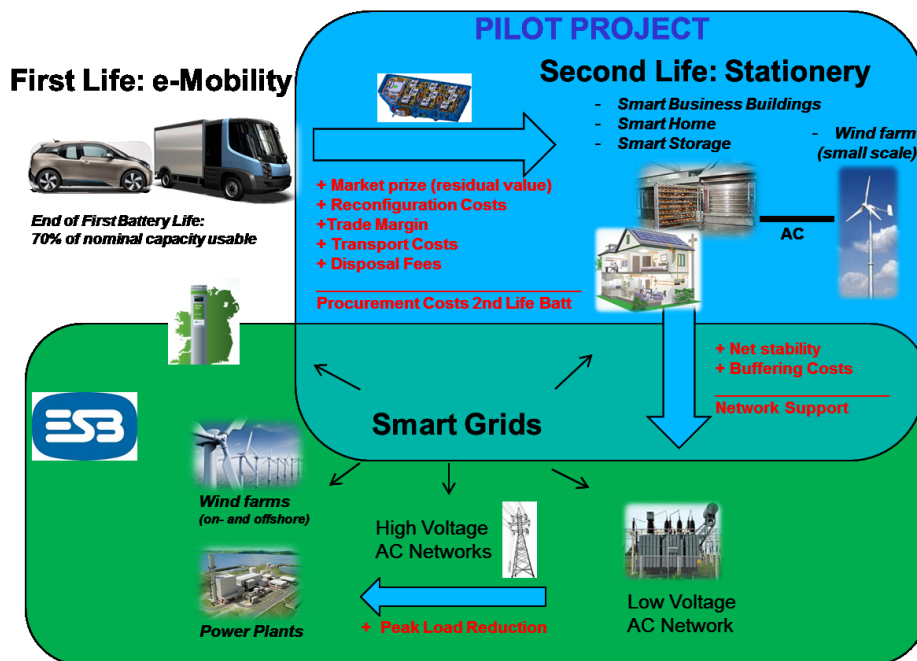 PILOT PROJECT
First Life: e-Mobility
Second Life: Stationery
- Smart Business Buildings
- Smart Home
- Smart Storage
- Wind farm
(small scale)
AC
End of First Battery Life:
70% of nominal capacity usable
+ Market prize (residual value)
+ Reconfiguration Costs
+Trade Margin
+ Transport Costs
+ Disposal Fees
Procurement Costs 2nd Life Batt
+ Net stability
+ Buffering Costs
Network Support
ESB
Smart Grids
Wind farms
(on- and offshore)
High Voltage
AC Networks
Low Voltage
AC Network
Power Plants
+ Peak Load Reduction